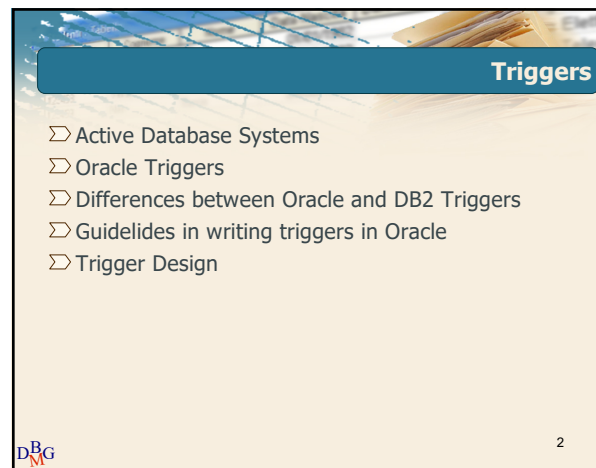 Triggers
Active Database Systems
Oracle Triggers
Differences between Oracle and DB2 Triggers
Guidelides in writing triggers in Oracle
Trigger Design
DBMG
2